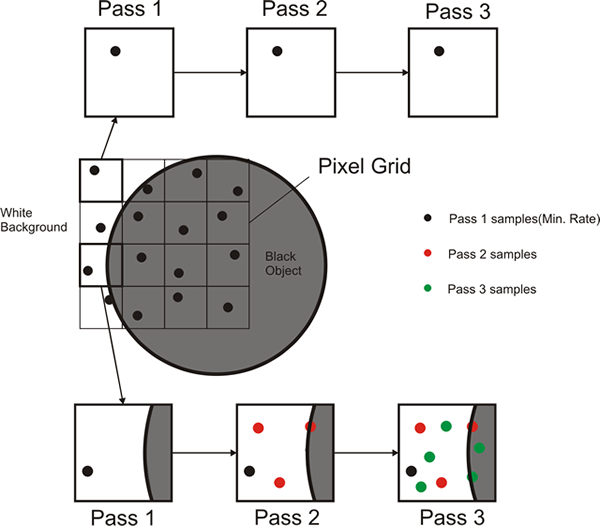 Pass 1
Pass 2
Pass 3
Pixel Grid
White
Background
Black
Object
Pass 1 samples(Min. Rate)
Pass 2 samples
Pass 3 samples
Pass 1
Pass 2
Pass 3